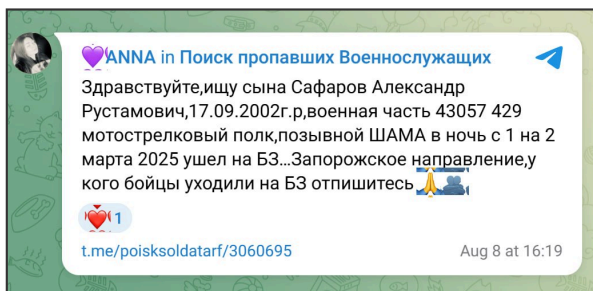 ANNA in Поиск пропавших Военнослужащих
Здравствуйте,ищу сына Сафаров Александр
Рустамович,17.09.2002г.р,военная часть 43057 429
мотострелковый полк,позывной ШАМА в ночь с 1 на 2
марта 2025 ушел на БЗ...Запорожское направление,у
кого бойцы уходили на БЗ отпишитесь
1
t.me/poisksoldatarf/3060695 Aug 8 at 16:19